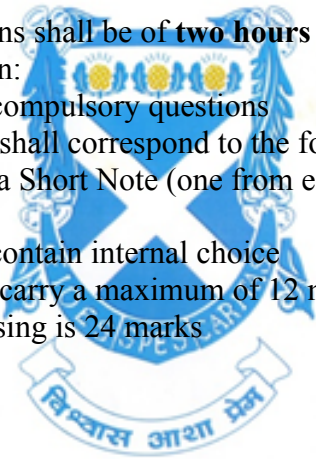 ns shall be of two hours
n:
compulsory questions
shall correspond to the fo
a Short Note (one from e
contain internal choice
carry a maximum of 12 m
sing is 24 marks
विश्वास आशा प्रेम